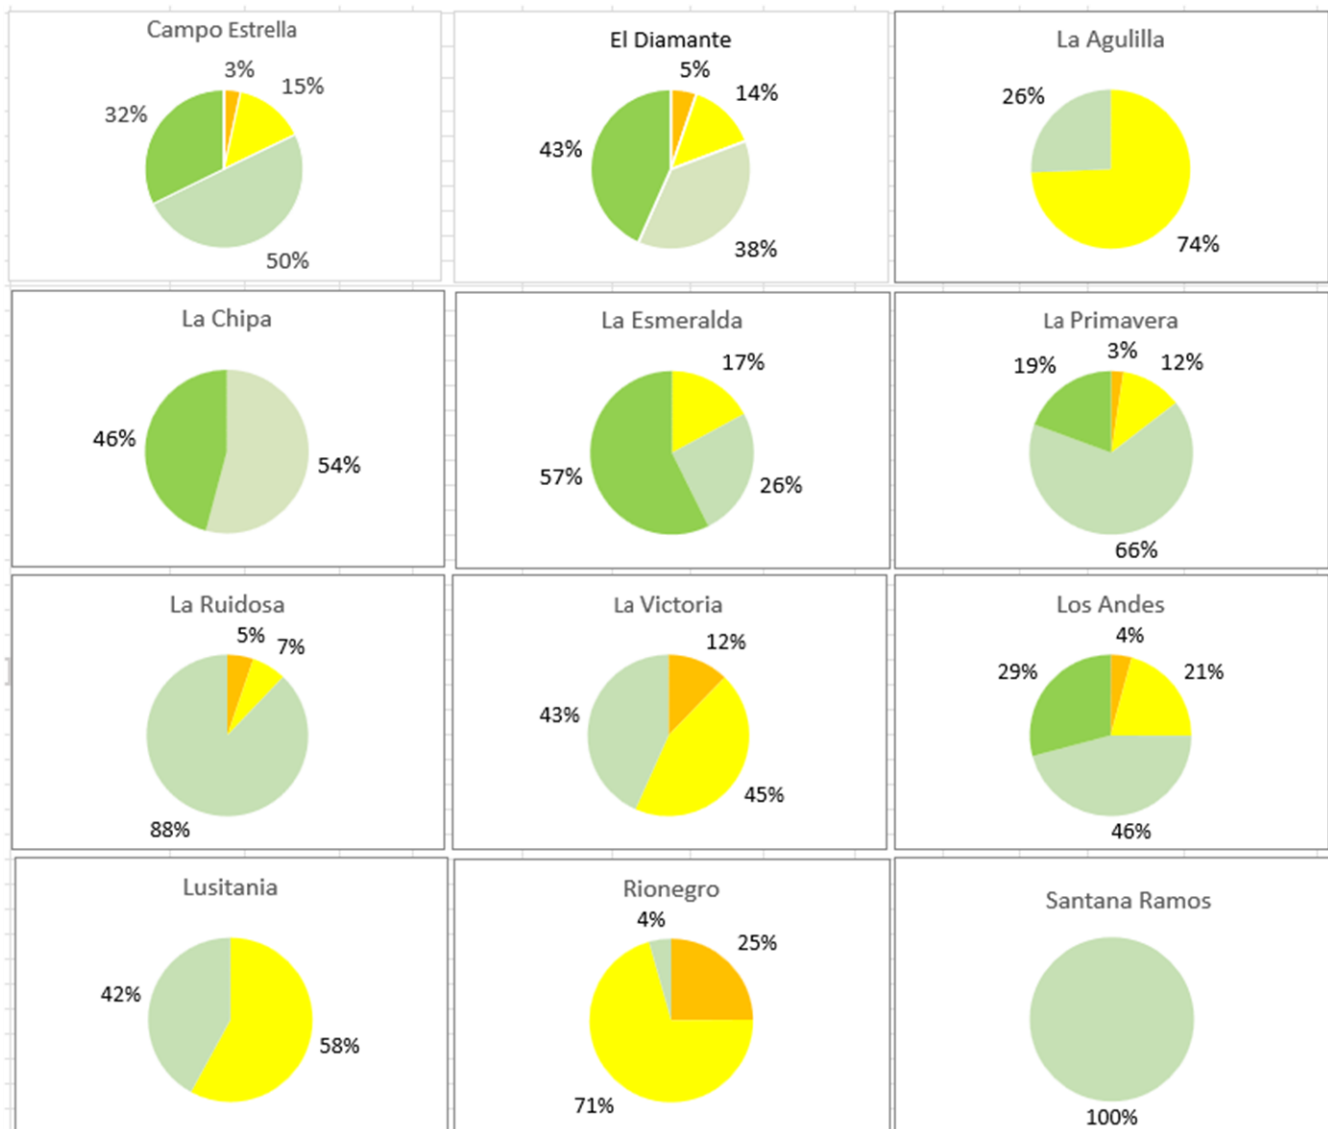 Campo Estrella
3%
15%
32%
50%
El Diamante
5%
14%
43%
38%
La Agulilla
26%
74%
La Chipa
46%
54%
La Esmeralda
17%
57%
26%
La Primavera
3%
12%
19%
66%
La Ruidosa
5%
7%
88%
La Victoria
12%
43%
45%
Los Andes
4%
29%
21%
46%
Lusitania
42%
58%
Rionegro
4%
25%
71%
Santana Ramos
100%